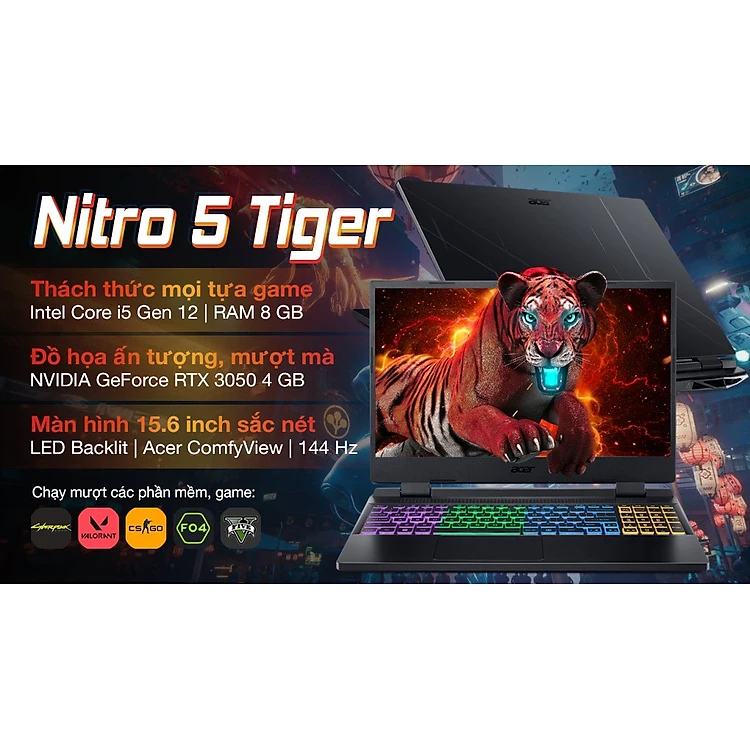 Nitro 5 Tiger
Thách thức mọi tựa game
Intel Core i5 Gen 12 | RAM 8 GB
Đồ họa ấn tượng, mượt mà
NVIDIA GeForce RTX 3050 4 GB
Màn hình 15.6 inch sắc nét
LED Backlit | Acer ComfyView | 144 Hz
Chạy mượt các phần mềm, game:
Cyberpunk
VALORANT
CS GO
FO4
FIVE
acer
acer